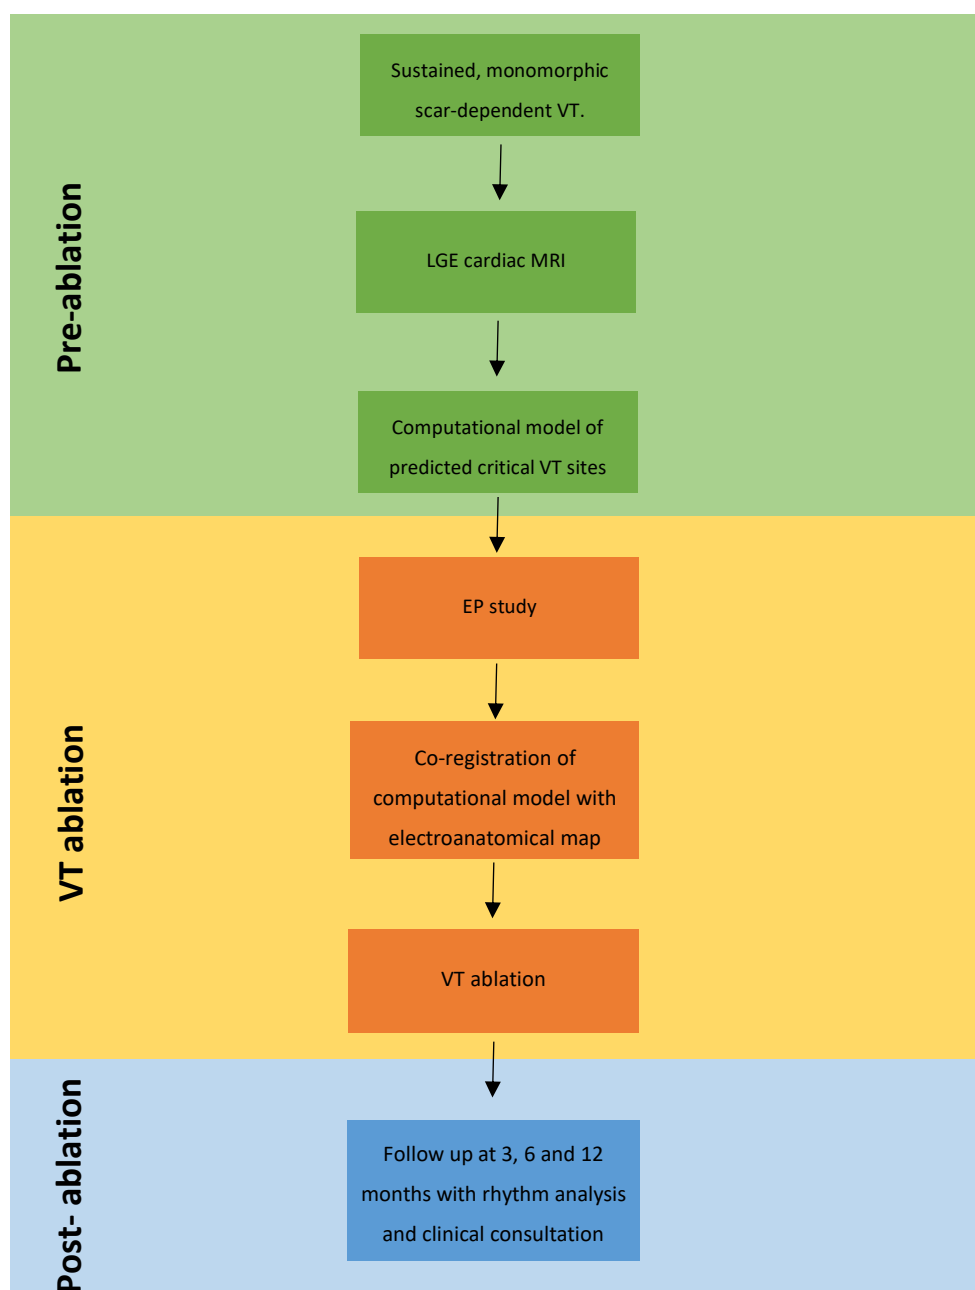 Pre-ablation
Sustained, monomorphic
scar-dependent VT.
LGE cardiac MRI
Computational model of
predicted critical VT sites
VT ablation
EP study
Co-registration of
computational model with
electroanatomical map
VT ablation
Post- ablation
Follow up at 3, 6 and 12
months with rhythm analysis
and clinical consultation